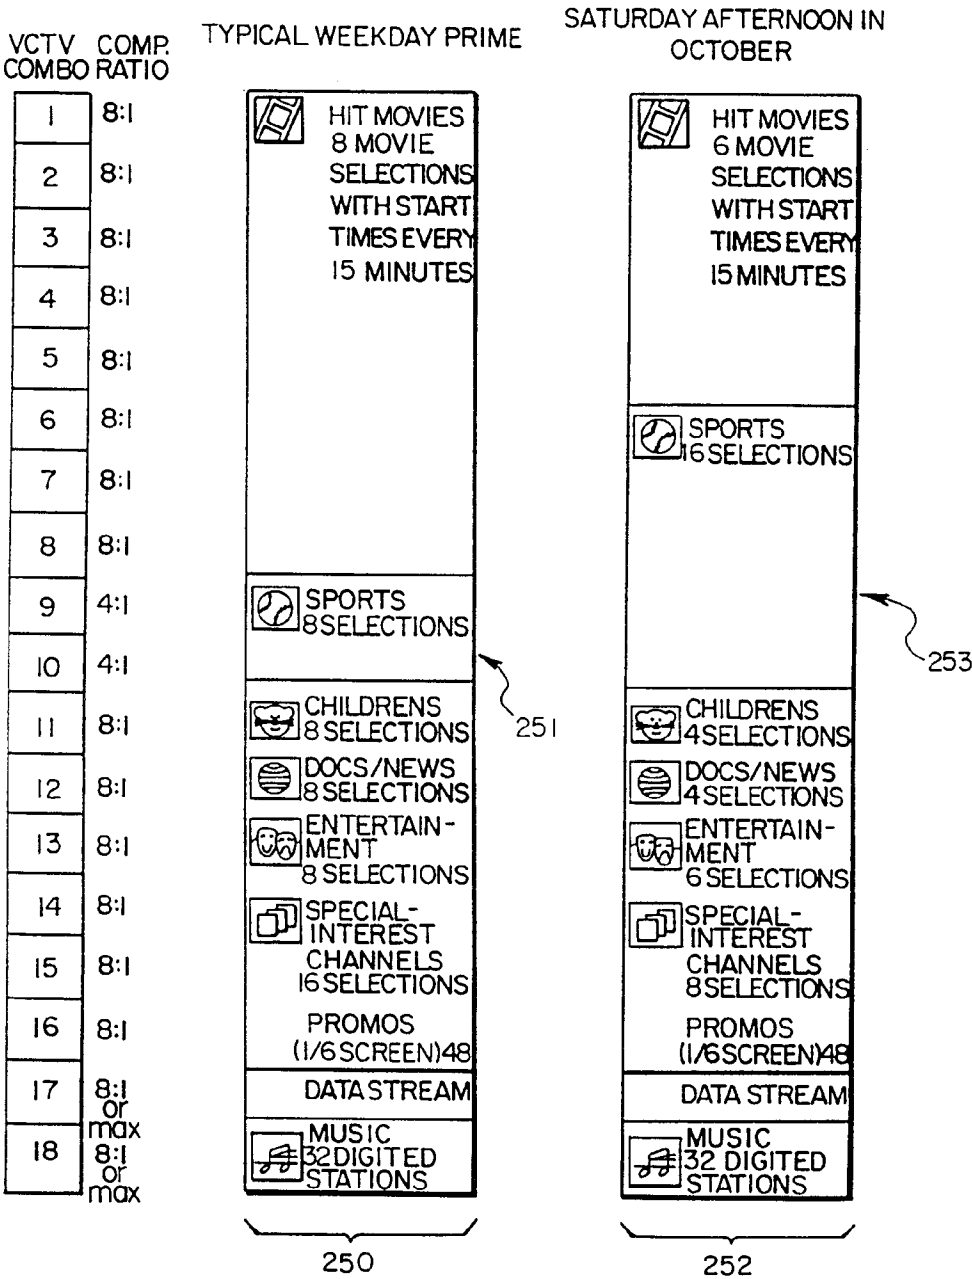 VCTV COMBO
COMP. RATIO
TYPICAL WEEKDAY PRIME
SATURDAY AFTERNOON IN
OCTOBER
1 8:1
2 8:1
3 8:1
4 8:1
5 8:1
6 8:1
7 8:1
8 8:1
9 4:1
10 4:1
11 8:1
12 8:1
13 8:1
14 8:1
15 8:1
16 8:1
17 8:1
or
max
18 8:1
or
max
HIT MOVIES
8 MOVIE
SELECTIONS
WITH START
TIMES EVERY
15 MINUTES
SPORTS
8 SELECTIONS
251
CHILDRENS
8 SELECTIONS
DOCS/NEWS
8 SELECTIONS
ENTERTAIN-
MENT
8 SELECTIONS
SPECIAL-
INTEREST
CHANNELS
16 SELECTIONS
PROMOS
(1/6 SCREEN)48
DATA STREAM
MUSIC
32 DIGITED
STATIONS
250
HIT MOVIES
6 MOVIE
SELECTIONS
WITH START
TIMES EVERY
15 MINUTES
SPORTS
16 SELECTIONS
253
CHILDRENS
4 SELECTIONS
DOCS/NEWS
4 SELECTIONS
ENTERTAIN-
MENT
6 SELECTIONS
SPECIAL-
INTEREST
CHANNELS
8 SELECTIONS
PROMOS
(1/6 SCREEN)48
DATA STREAM
MUSIC
32 DIGITED
STATIONS
252